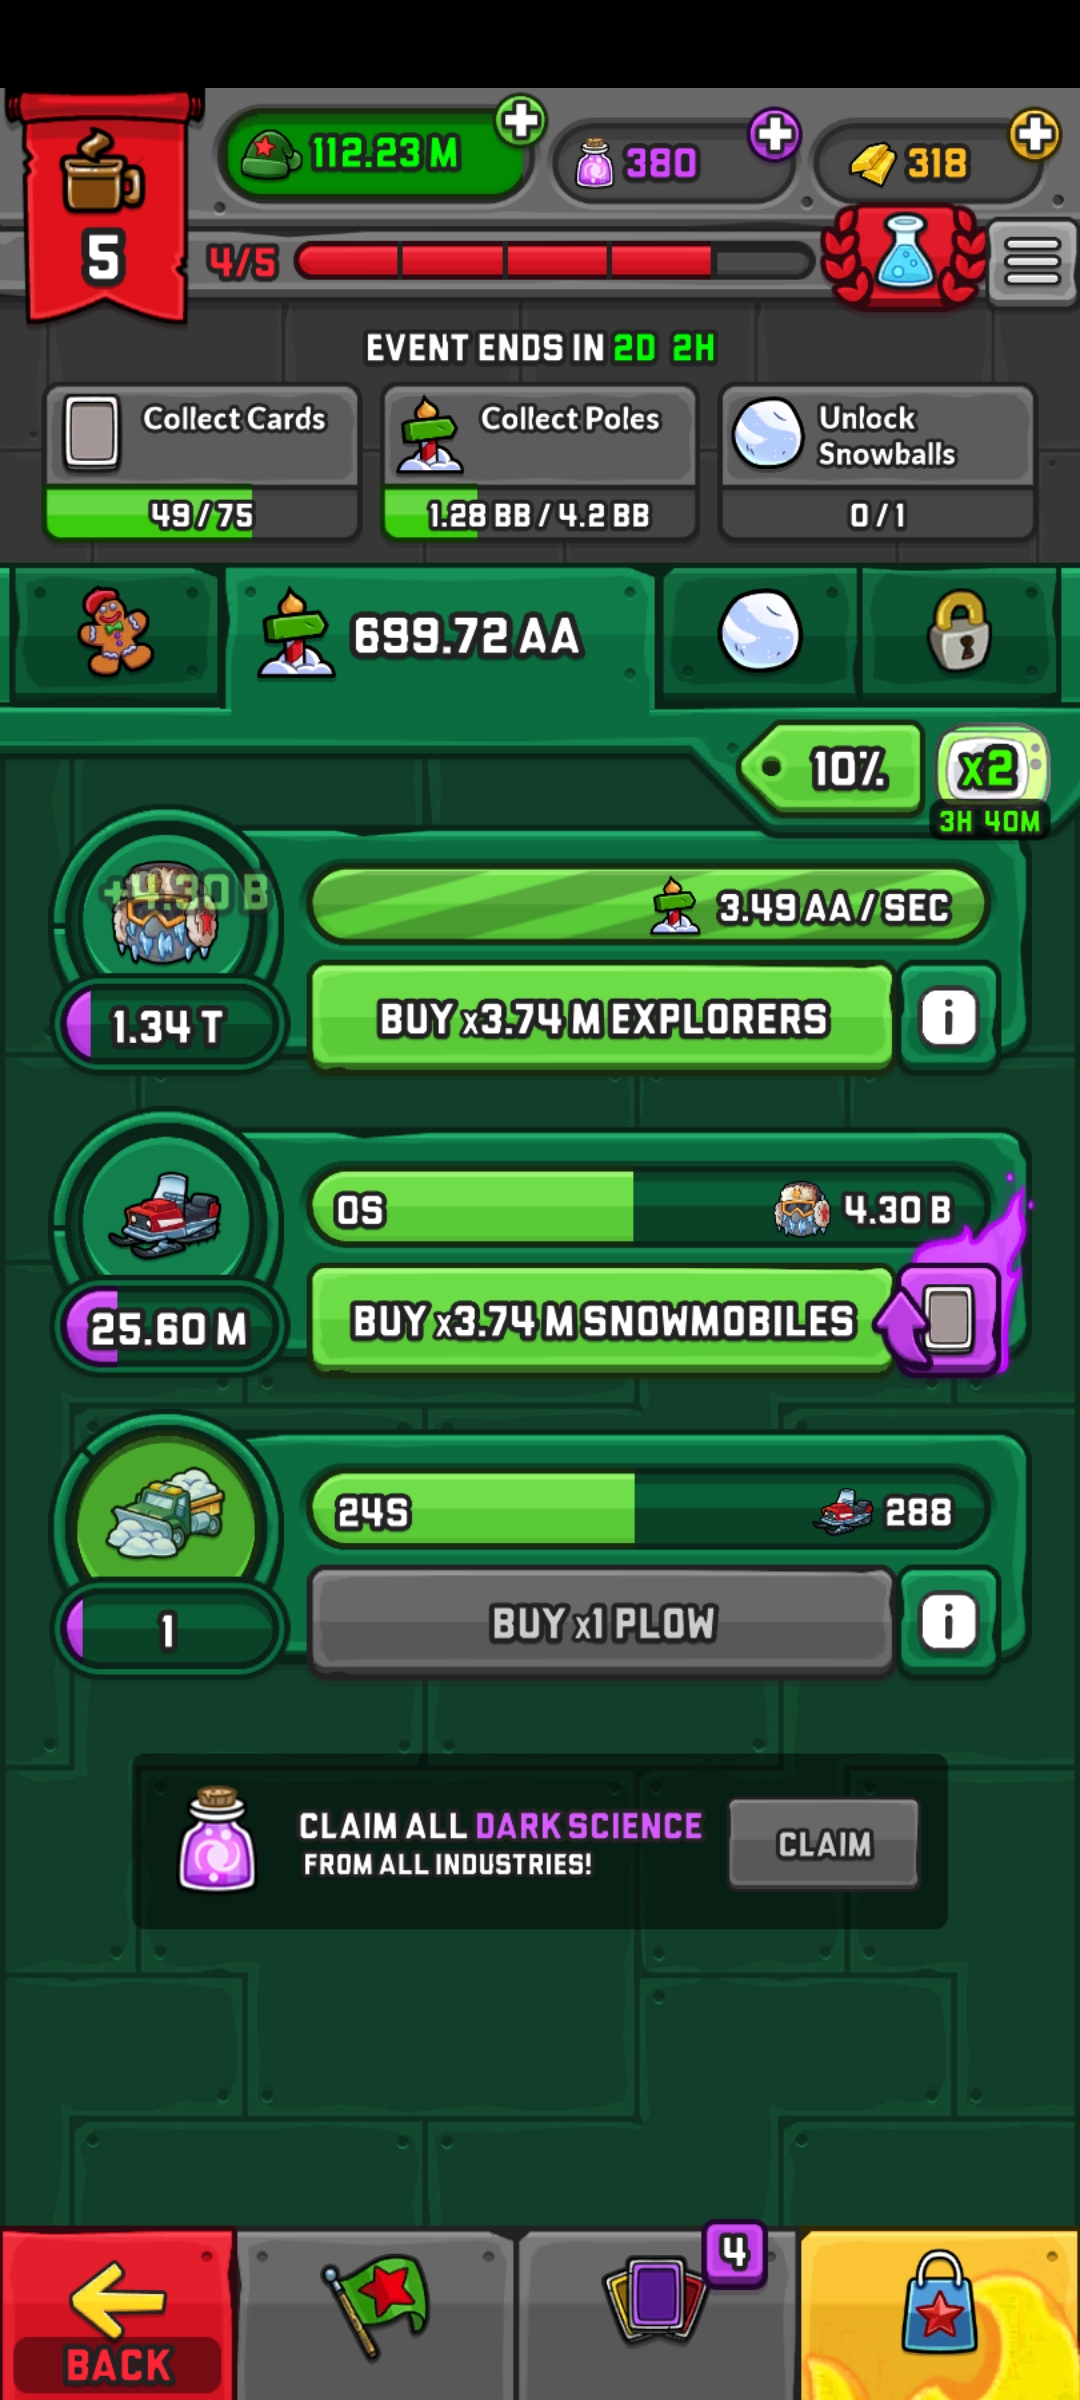 112.23 M
380
318
5
4/5
EVENT ENDS IN 2D 2H
Collect Cards
49/75
Collect Poles
1.28 BB / 4.2 BB
Unlock
Snowballs
0/1
699.72 AA
10%
x2
3H 40M
+4.30 B
3.49 AA / SEC
1.34 T
BUY x3.74 M EXPLORERS
i
0S
4.30 B
25.60 M
BUY x3.74 M SNOWMOBILES
24S
288
1
BUY x1 PLOW
i
CLAIM ALL DARK SCIENCE
FROM ALL INDUSTRIES!
CLAIM
4
BACK